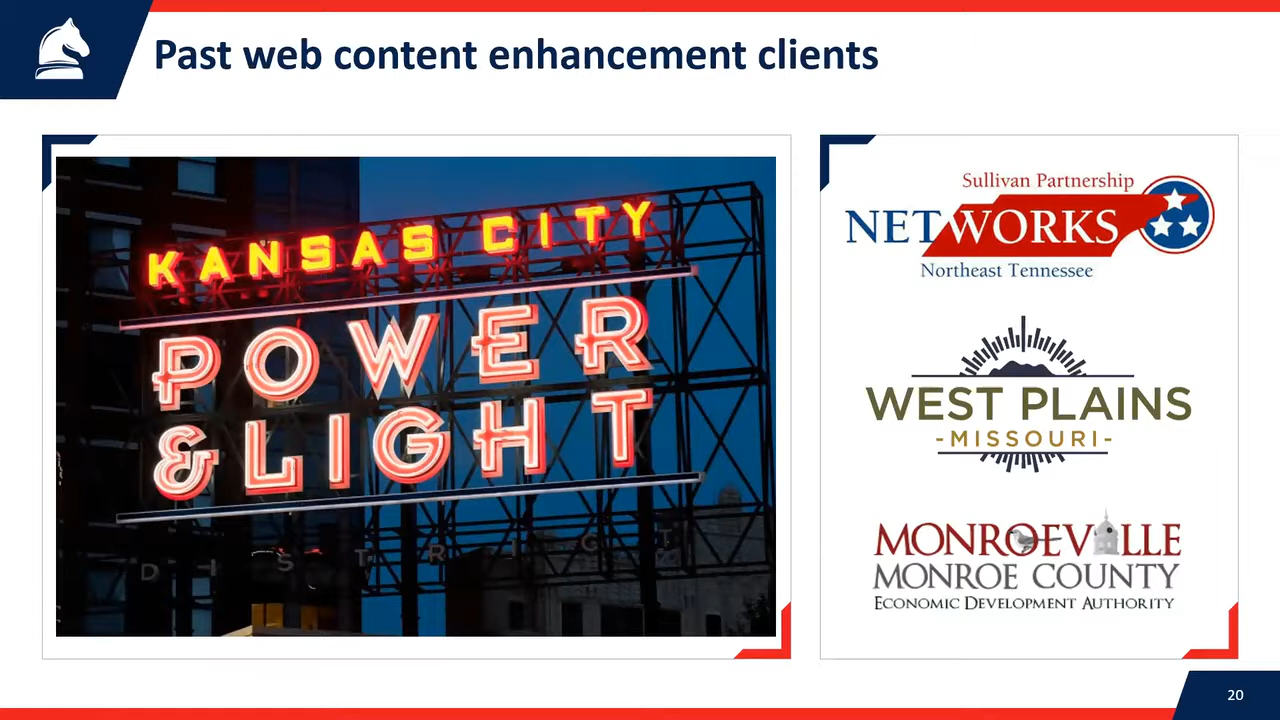 Past web content enhancement clients
KANSAS CITY
POWER
& LIGHT
DISTRICT
Sullivan Partnership
NETWORKS
Northeast Tennessee
WEST PLAINS
-MISSOURI-
MONROEVILLE
MONROE COUNTY
ECONOMIC DEVELOPMENT AUTHORITY
20